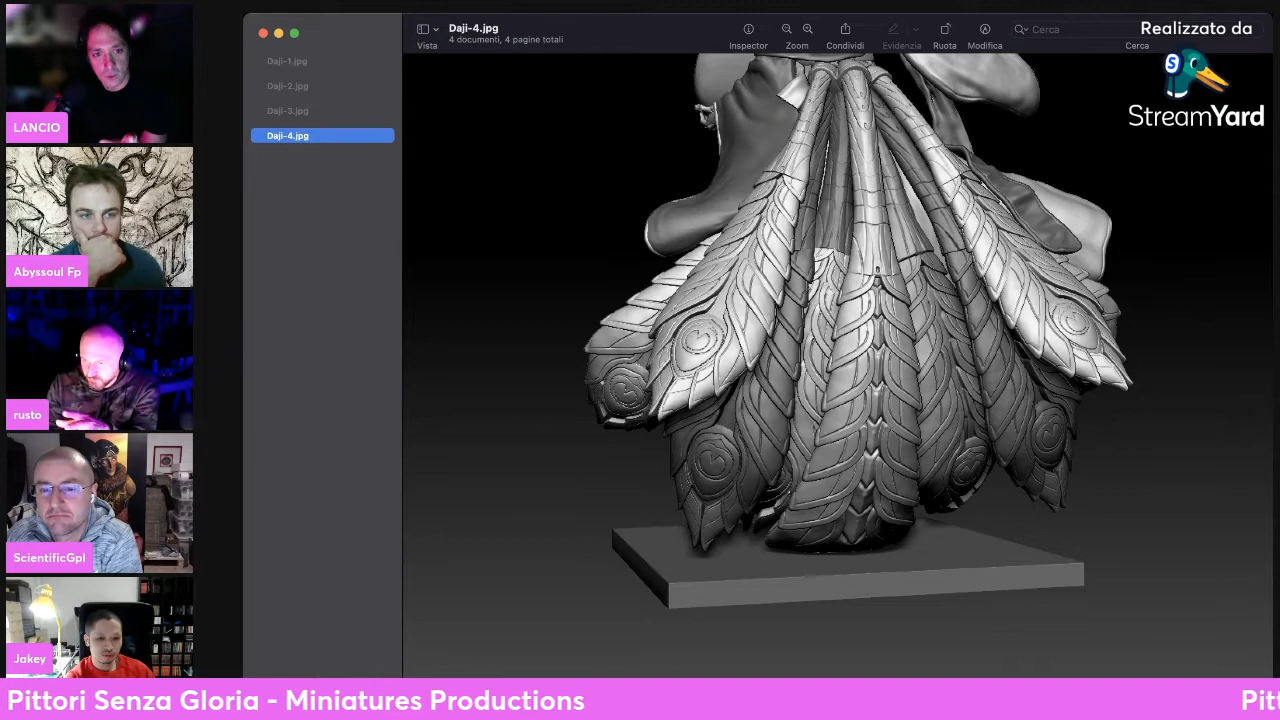 LANCIO
Abyssoul Fp
rusto
ScientificGpl
Jakey
Vista
Daji-4.jpg
4 documenti, 4 pagine totali
Inspector
Zoom
Condividi
Evidenzia
Ruota
Modifica
Cerca
Cerca
Daji-1.jpg
Daji-2.jpg
Daji-3.jpg
Daji-4.jpg
Realizzato da
S
StreamYard
Pittori Senza Gloria - Miniatures Productions
Pitt